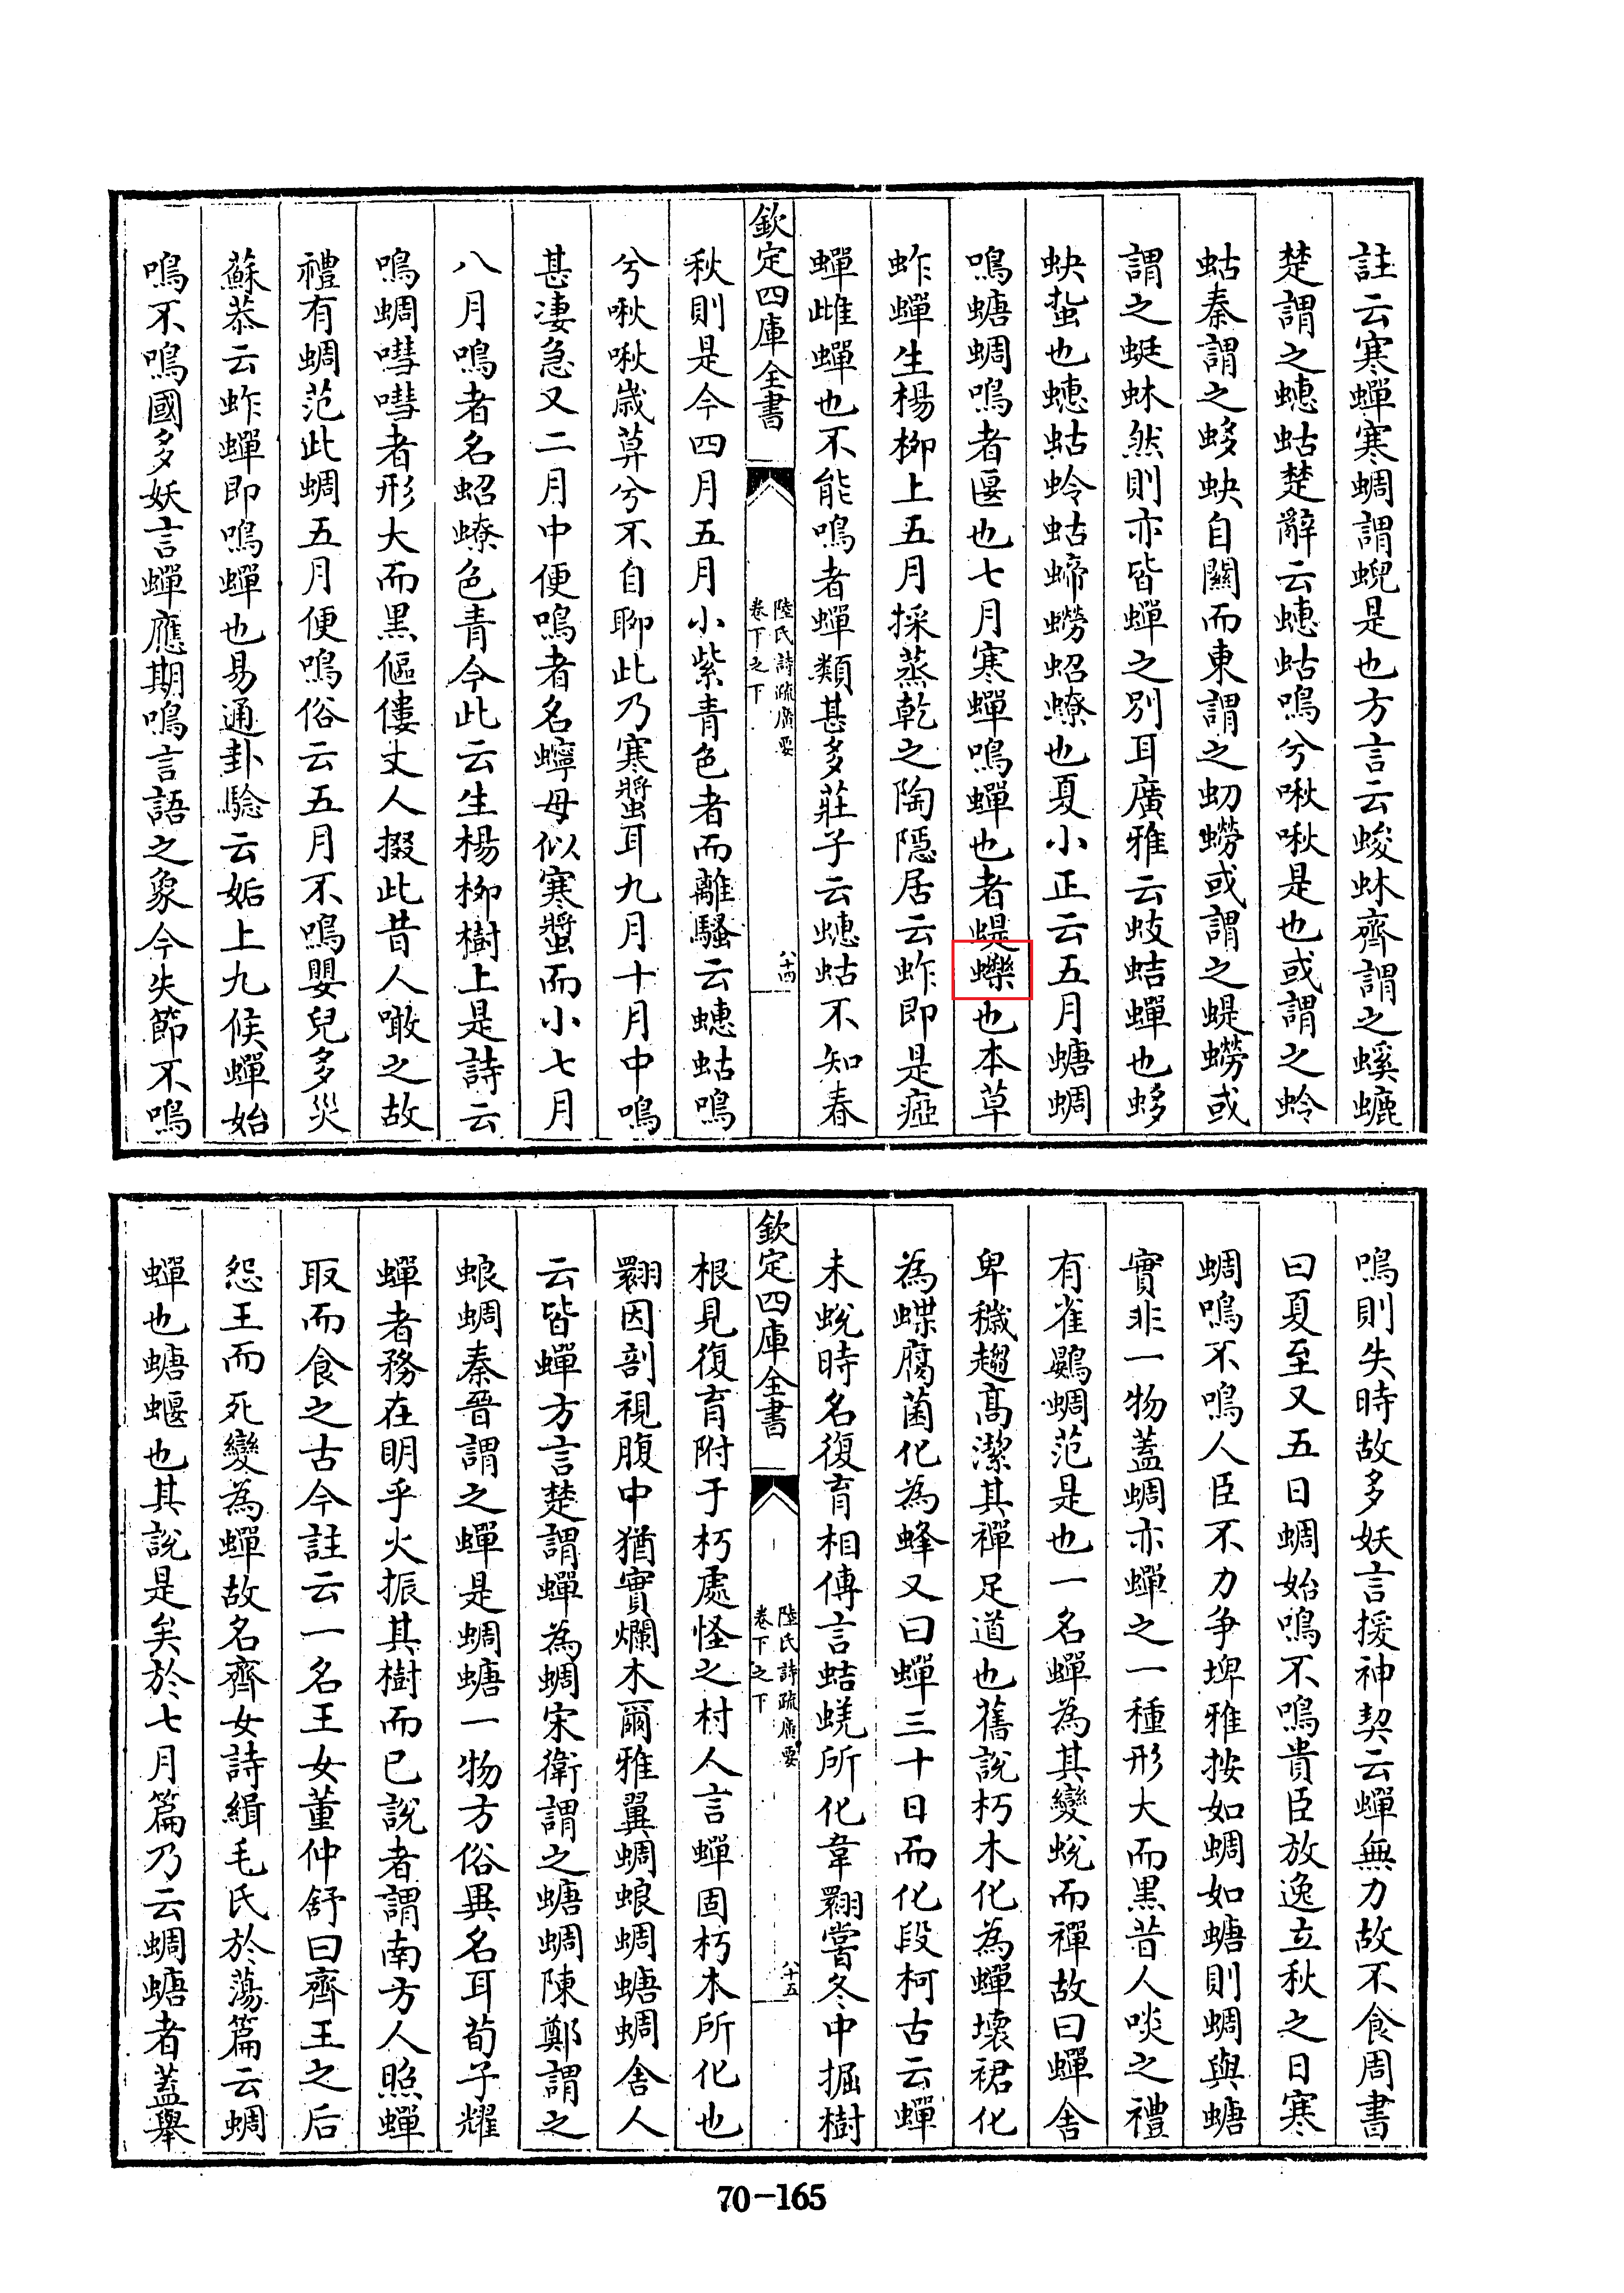 註云寒蟬寒蜩謂蜺是也方言云蛥蚗齊謂之螇螰
楚謂之蟪蛄楚辭云蟪蛄鳴兮啾啾是也或謂之蛉
蛄秦謂之蛥蚗自關而東謂之虭蟧或謂之蝭蟧或
謂之蜓蚞然則亦皆蟬之別耳廣雅云蚑蛣蟬也蛥
蚗蚻也蟪蛄蛉蛄蟧蛁蟟也夏小正云五月螗蜩
鳴螗蜩鳴者匽也七月寒蟬鳴蟬也者蝭蠑也本草
蚱蟬生楊柳上五月採蒸乾之陶隱居云蚱即是瘂
蟬雌蟬也不能鳴者蟬類甚多莊子云蟪蛄不知春
欽定四庫全書
陸氏詩疏廣要
卷下之下
八十四
秋則是今四月五月小紫青色者而離騷云蟪蛄鳴
兮啾啾歲莫兮不自聊此乃寒螿耳九月十月中鳴
甚凄急又二月中便鳴者名蟟母似寒螿而小七月
八月鳴者名蛁蟟色青今此云生楊柳樹上是詩云
鳴蜩嘒嘒者形大而黑傴僂丈人掇此昔人噉之故
禮有蜩范此蜩五月便鳴俗云五月不鳴嬰兒多災
蘇恭云蚱蟬即鳴蟬也易通卦驗云姤上九候蟬始
鳴不鳴國多妖言蟬應期鳴言語之象今失節不鳴
鳴則失時故多妖言援神契云蟬無力故不食周書
曰夏至又五日蜩始鳴不鳴貴臣放逸立秋之日寒
蜩鳴不鳴人臣不力爭埤雅按如蜩如螗則蜩與螗
實非一物蓋蜩亦蟬之一種形大而黑昔人啖之禮
有雀鷃蜩范是也一名蟬為其變蛻而禪故曰蟬舍
卑穢趨高潔其禪足道也舊說朽木化為蟬壞裙化
為蝶腐菌化為蜂又曰蟬三十日而化段柯古云蟬
未蛻時名復育相傳言蛣蜣所化韋翾嘗冬中掘樹
欽定四庫全書
陸氏詩疏廣要
卷下之下
八十五
根見復育附于朽處怪之村人言蟬固朽木所化也
翾因剖視腹中猶實爛木爾雅翼蜩蜋蜩螗蜩舍人
云皆蟬方言楚謂蟬為蜩宋衛謂之螗蜩陳鄭謂之
蜋蜩秦晉謂之蟬是蜩螗一物方俗異名耳荀子耀
蟬者務在明乎火振其樹而已說者謂南方人照蟬
取而食之古今註云一名王女董仲舒曰齊王之后
怨王而死變為蟬故名齊女詩緝毛氏於蕩篇云蜩
蟬也螗蝘也其說是矣於七月篇乃云蜩螗者蓋舉
70-165